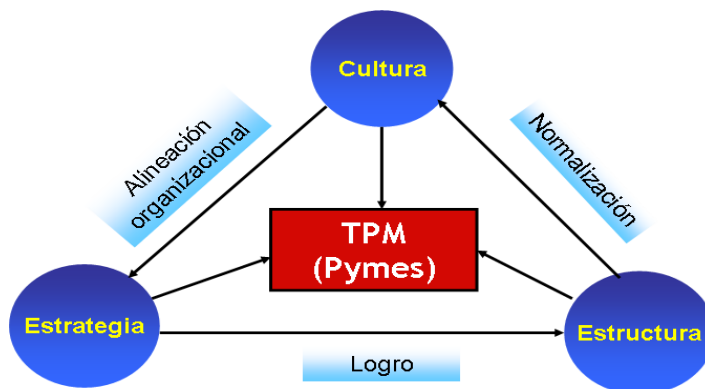 Cultura
Alineación
organizacional
Normalización
TPM
(Pymes)
Estrategia
Estructura
Logro